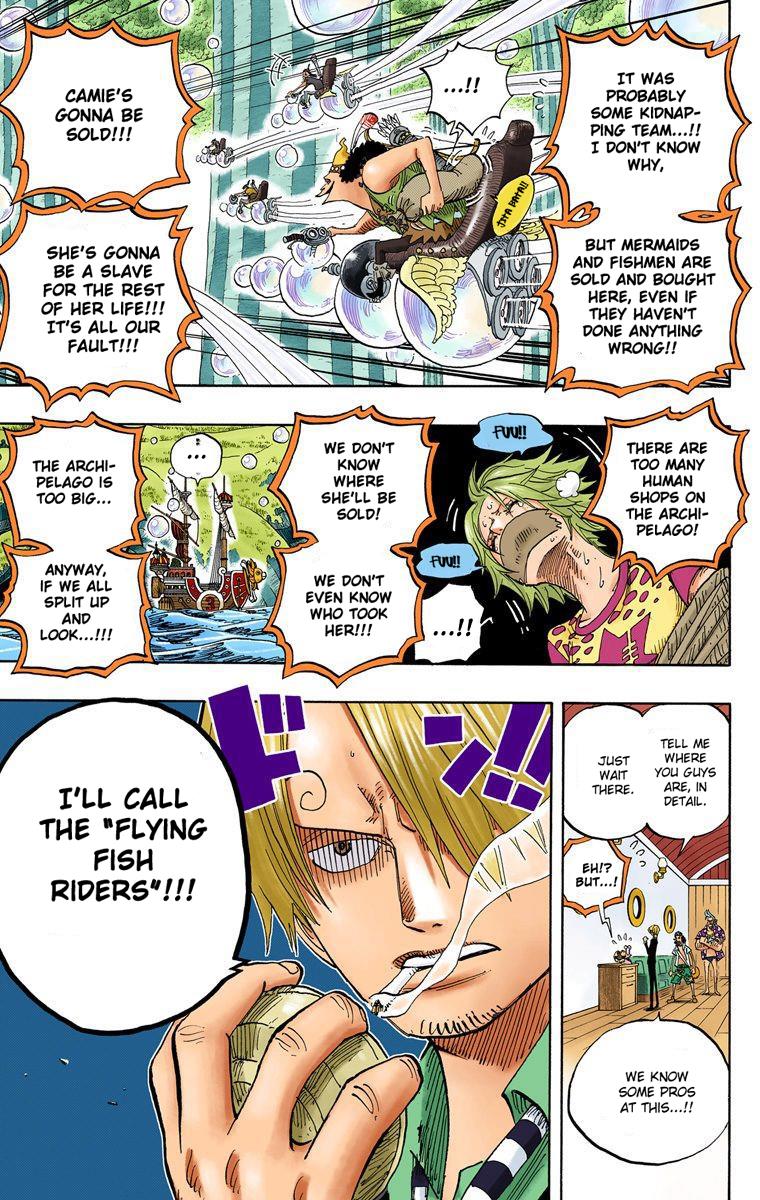 IT WAS
PROBABLY
SOME KIDNAP-
PING TEAM...!!
I DON'T KNOW
WHY,
BUT MERMAIDS
AND FISHMEN ARE
SOLD AND BOUGHT
HERE, EVEN IF
THEY HAVEN'T
DONE ANYTHING
WRONG!!
...!!
JITA BATA!!
CAMIE'S
GONNA BE
SOLD!!!
SHE'S GONNA
BE A SLAVE
FOR THE REST
OF HER LIFE!!!
IT'S ALL OUR
FAULT!!!
THERE ARE
TOO MANY
HUMAN
SHOPS ON
THE ARCHI-
PELAGO!
FUU!!
FUU!!
...!!
WE DON'T
KNOW
WHERE
SHE'LL BE
SOLD!
WE DON'T
EVEN KNOW
WHO TOOK
HER!!!
...
THE ARCHI-
PELAGO IS
TOO BIG...
ANYWAY,
IF WE ALL
SPLIT UP
AND
LOOK...!!!
TELL ME
WHERE
YOU GUYS
ARE, IN
DETAIL.
JUST
WAIT
THERE.
EH!?
BUT...!
WE KNOW
SOME PROS
AT THIS...!!
ドン!!
I'LL CALL
THE "FLYING
FISH
RIDERS"!!!